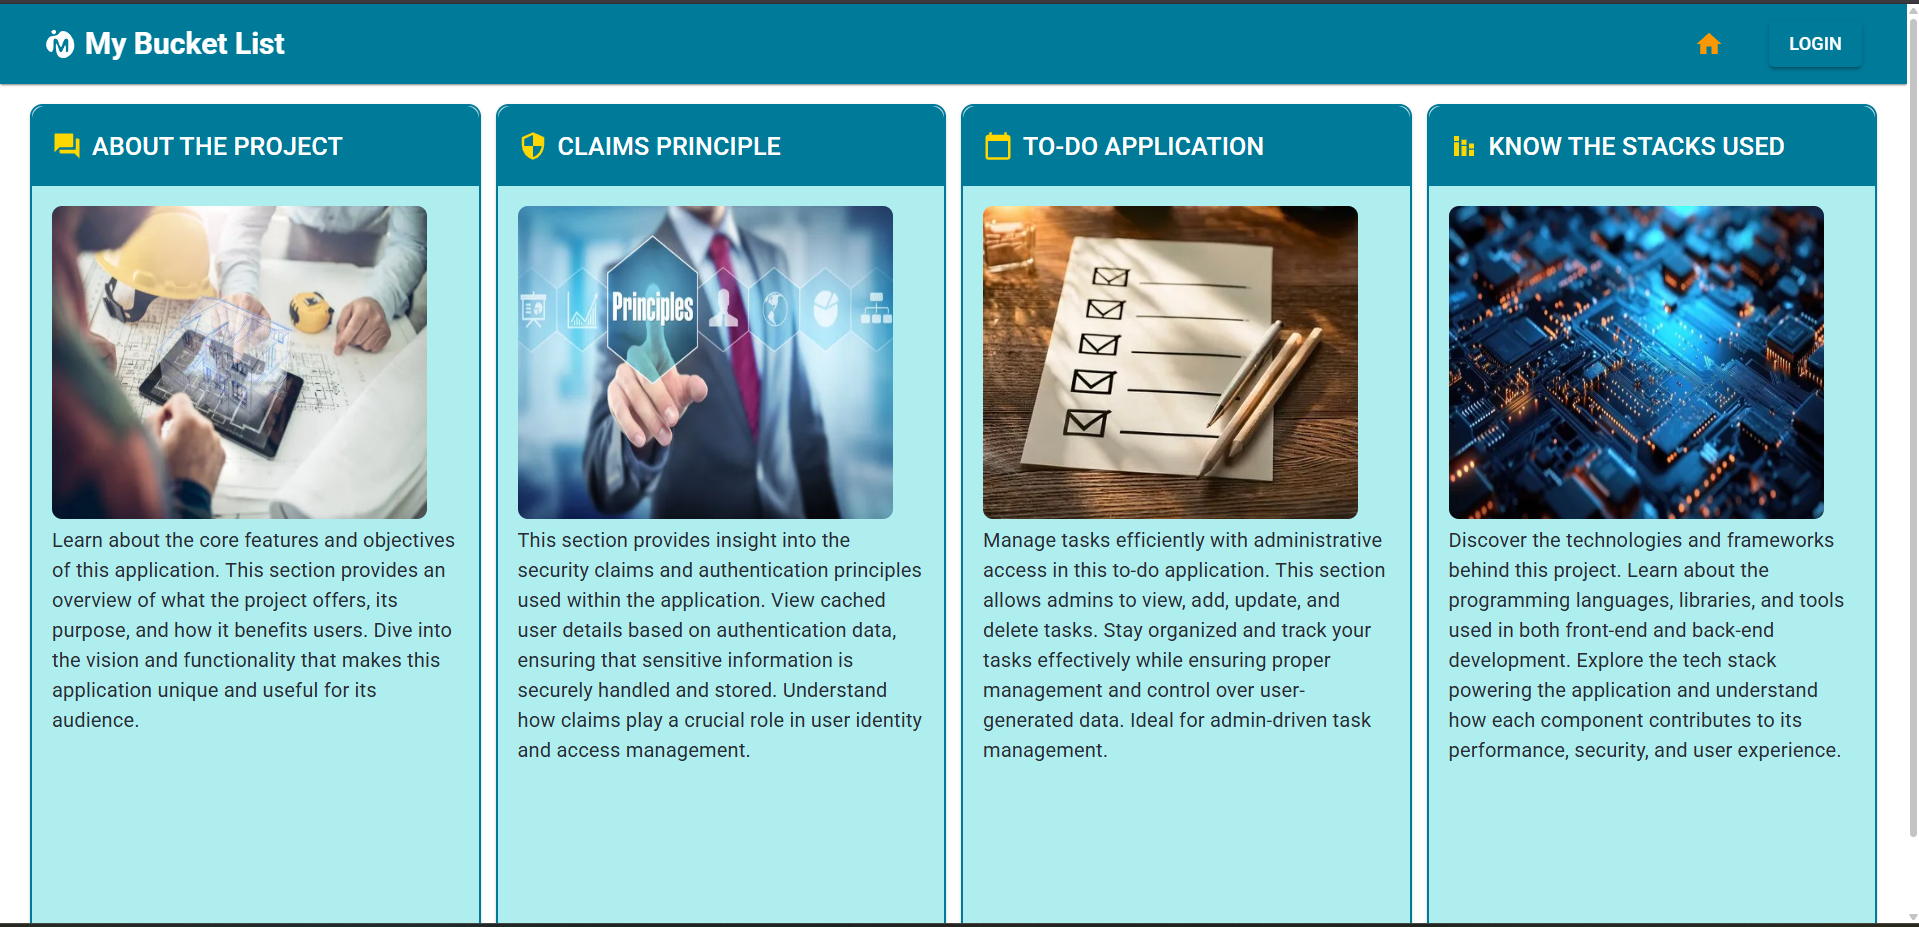 My Bucket List
LOGIN
ABOUT THE PROJECT
Learn about the core features and objectives
of this application. This section provides an
overview of what the project offers, its
purpose, and how it benefits users. Dive into
the vision and functionality that makes this
application unique and useful for its
audience.
CLAIMS PRINCIPLE
Principles
This section provides insight into the
security claims and authentication principles
used within the application. View cached
user details based on authentication data,
ensuring that sensitive information is
securely handled and stored. Understand
how claims play a crucial role in user identity
and access management.
TO-DO APPLICATION
Manage tasks efficiently with administrative
access in this to-do application. This section
allows admins to view, add, update, and
delete tasks. Stay organized and track your
tasks effectively while ensuring proper
management and control over user-
generated data. Ideal for admin-driven task
management.
KNOW THE STACKS USED
Discover the technologies and frameworks
behind this project. Learn about the
programming languages, libraries, and tools
used in both front-end and back-end
development. Explore the tech stack
powering the application and understand
how each component contributes to its
performance, security, and user experience.